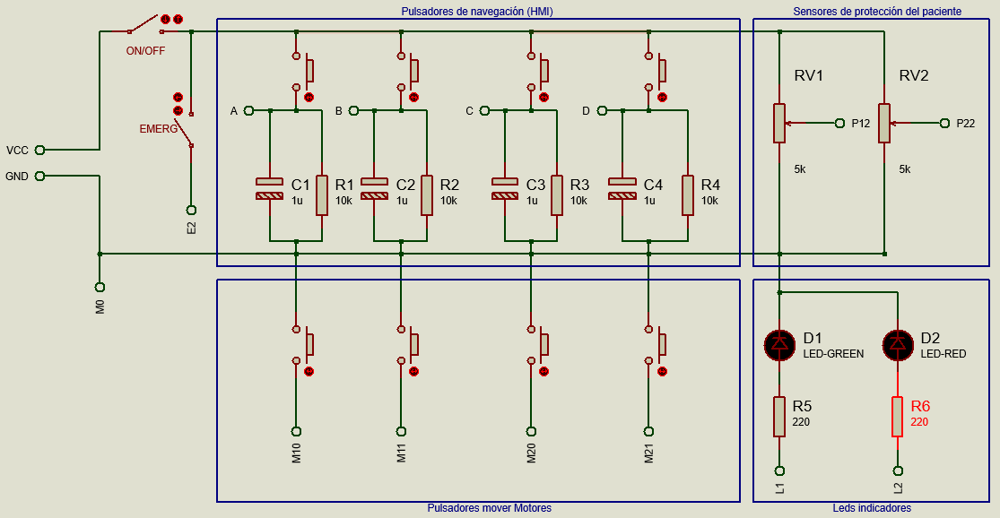 Pulsadores de navegación (HMI)
Sensores de protección del paciente
ON/OFF
EMERG
VCC
GND
E2
M0
A
B
C
D
C1
1u
R1
10k
C2
1u
R2
10k
C3
1u
R3
10k
C4
1u
R4
10k
RV1
P12
5k
RV2
P22
5k
M10
M11
M20
M21
Pulsadores mover Motores
D1
LED-GREEN
D2
LED-RED
R5
220
R6
220
L1
L2
Leds indicadores